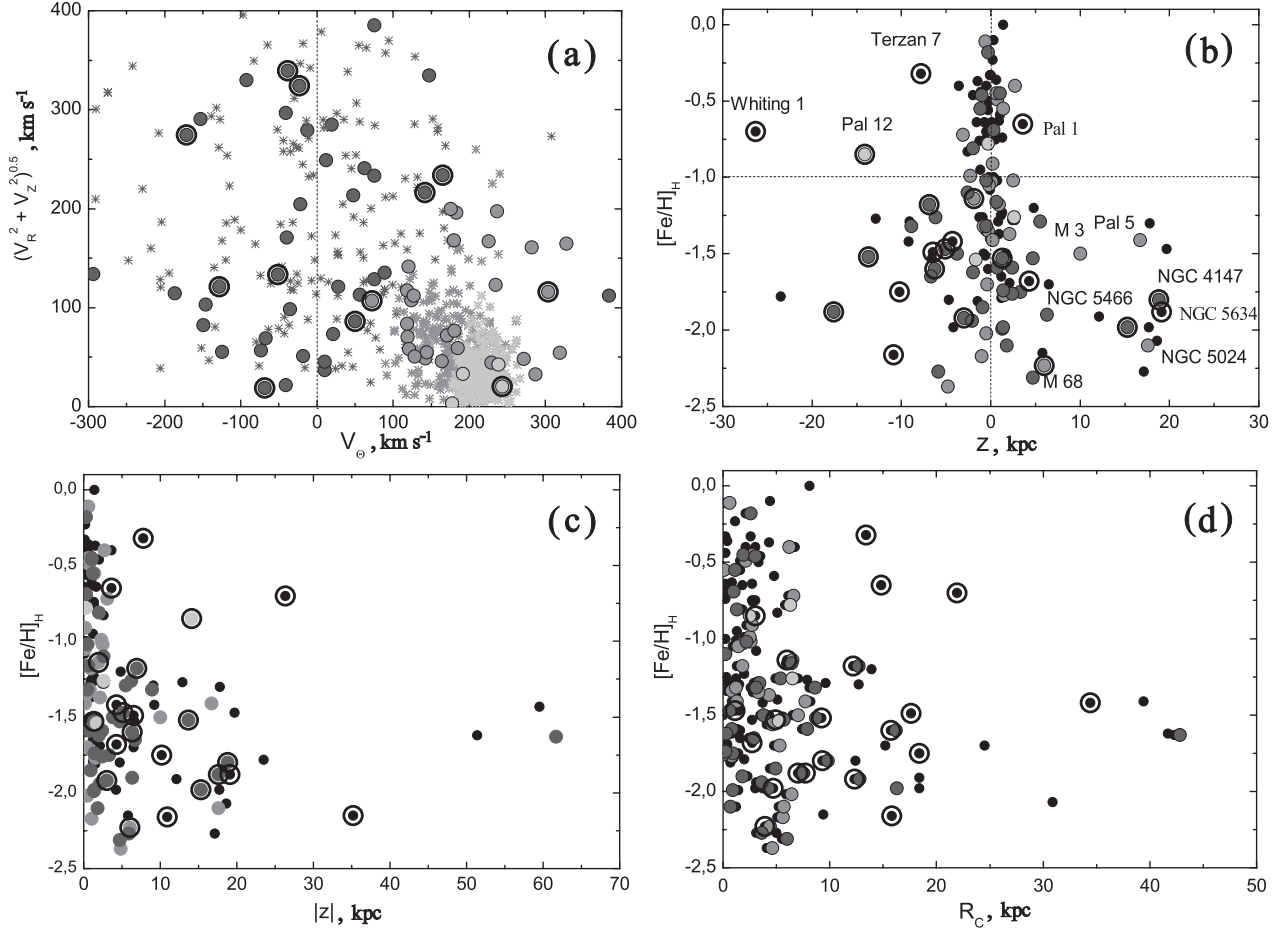 (a)
400
300
200
100
0
(V_R^2 + V_Z^2)^0.5, km s^-1
-300 -200 -100 0 100 200 300 400
V_Θ, km s^-1
(b)
0,0
-0,5
-1,0
-1,5
-2,0
-2,5
[Fe/H]_H
Terzan 7
Whiting 1
Pal 12
Pal 1
M 3
Pal 5
NGC 4147
NGC 5466
NGC 5634
NGC 5024
M 68
-30 -20 -10 0 10 20 30
Z, kpc
(c)
0,0
-0,5
-1,0
-1,5
-2,0
-2,5
[Fe/H]_H
0 10 20 30 40 50 60 70
|z|, kpc
(d)
0,0
-0,5
-1,0
-1,5
-2,0
-2,5
[Fe/H]_H
0 10 20 30 40 50
R_C, kpc